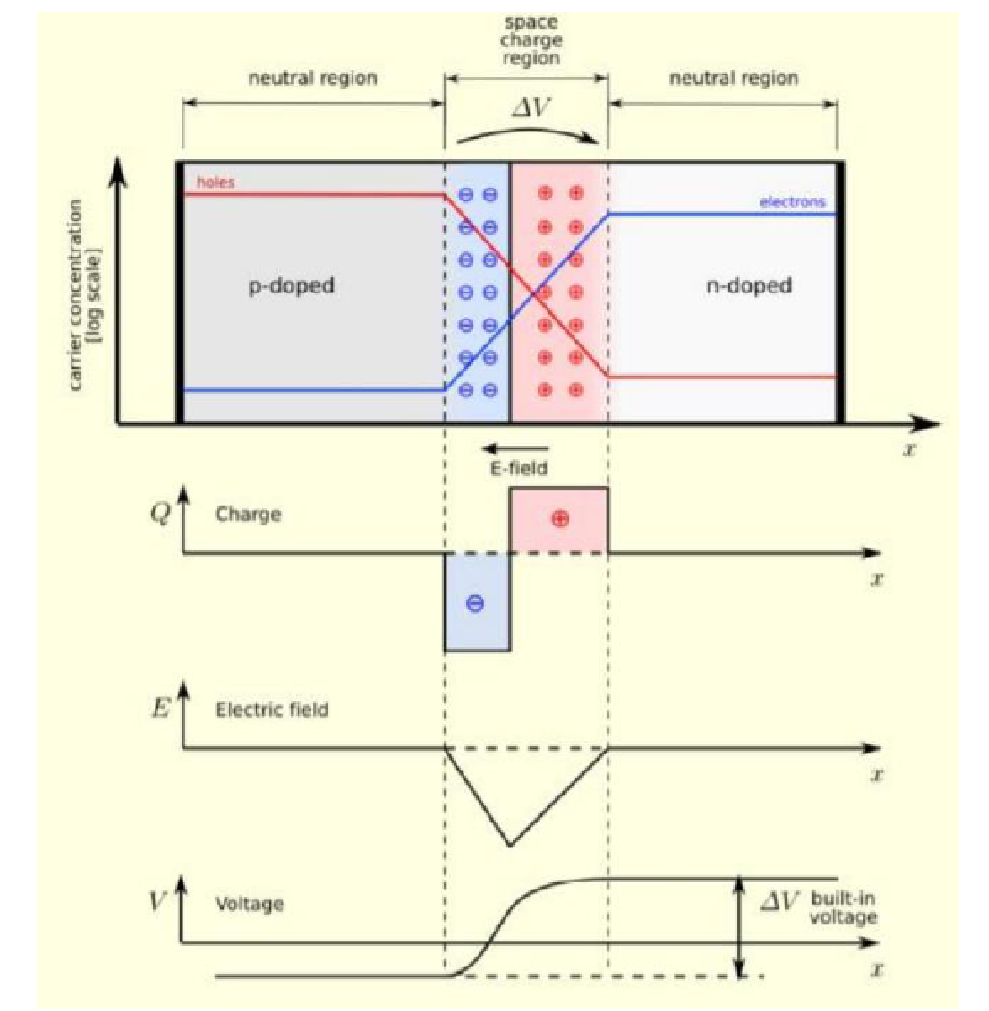 space
charge
region
neutral region
neutral region
ΔV
holes
electrons
carrier concentration
[log scale]
p-doped
n-doped
x
E-field
Q
Charge
x
E
Electric field
x
V
Voltage
ΔV built-in
voltage
x